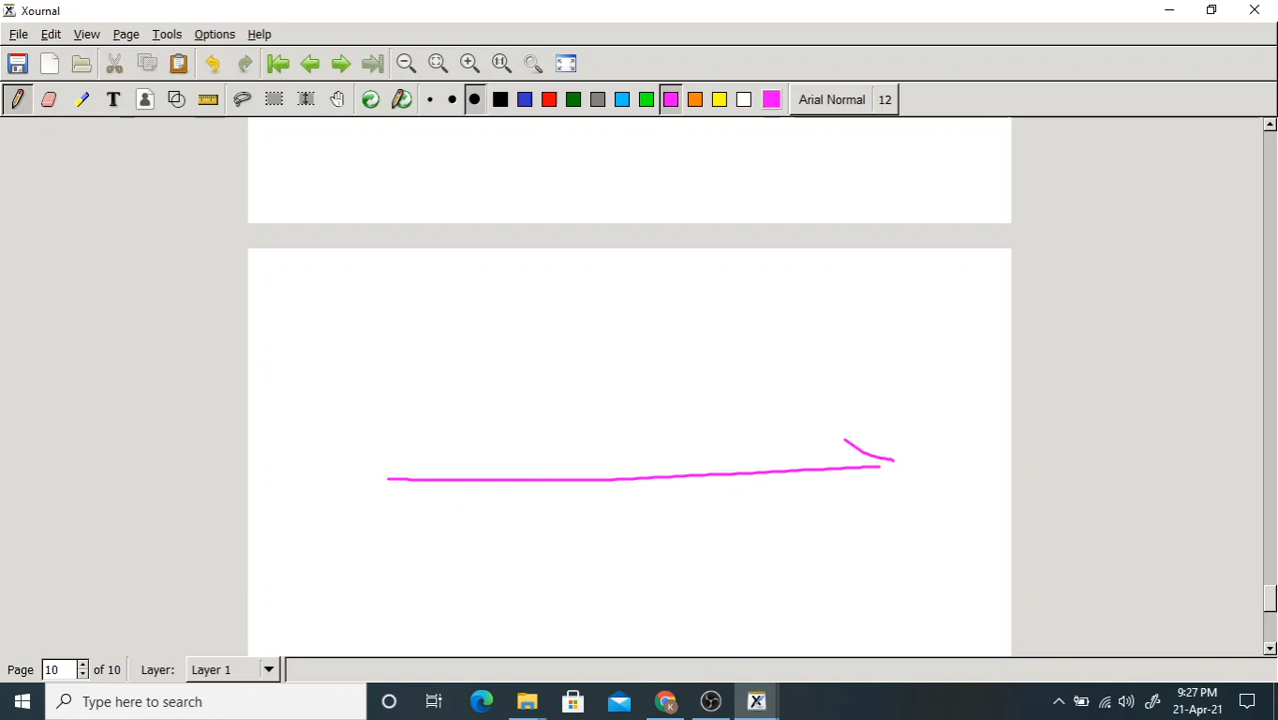 Xournal
File Edit View Page Tools Options Help
T Arial Normal 12
Page 10 of 10 Layer: Layer 1
Type here to search
9:27 PM
21-Apr-21